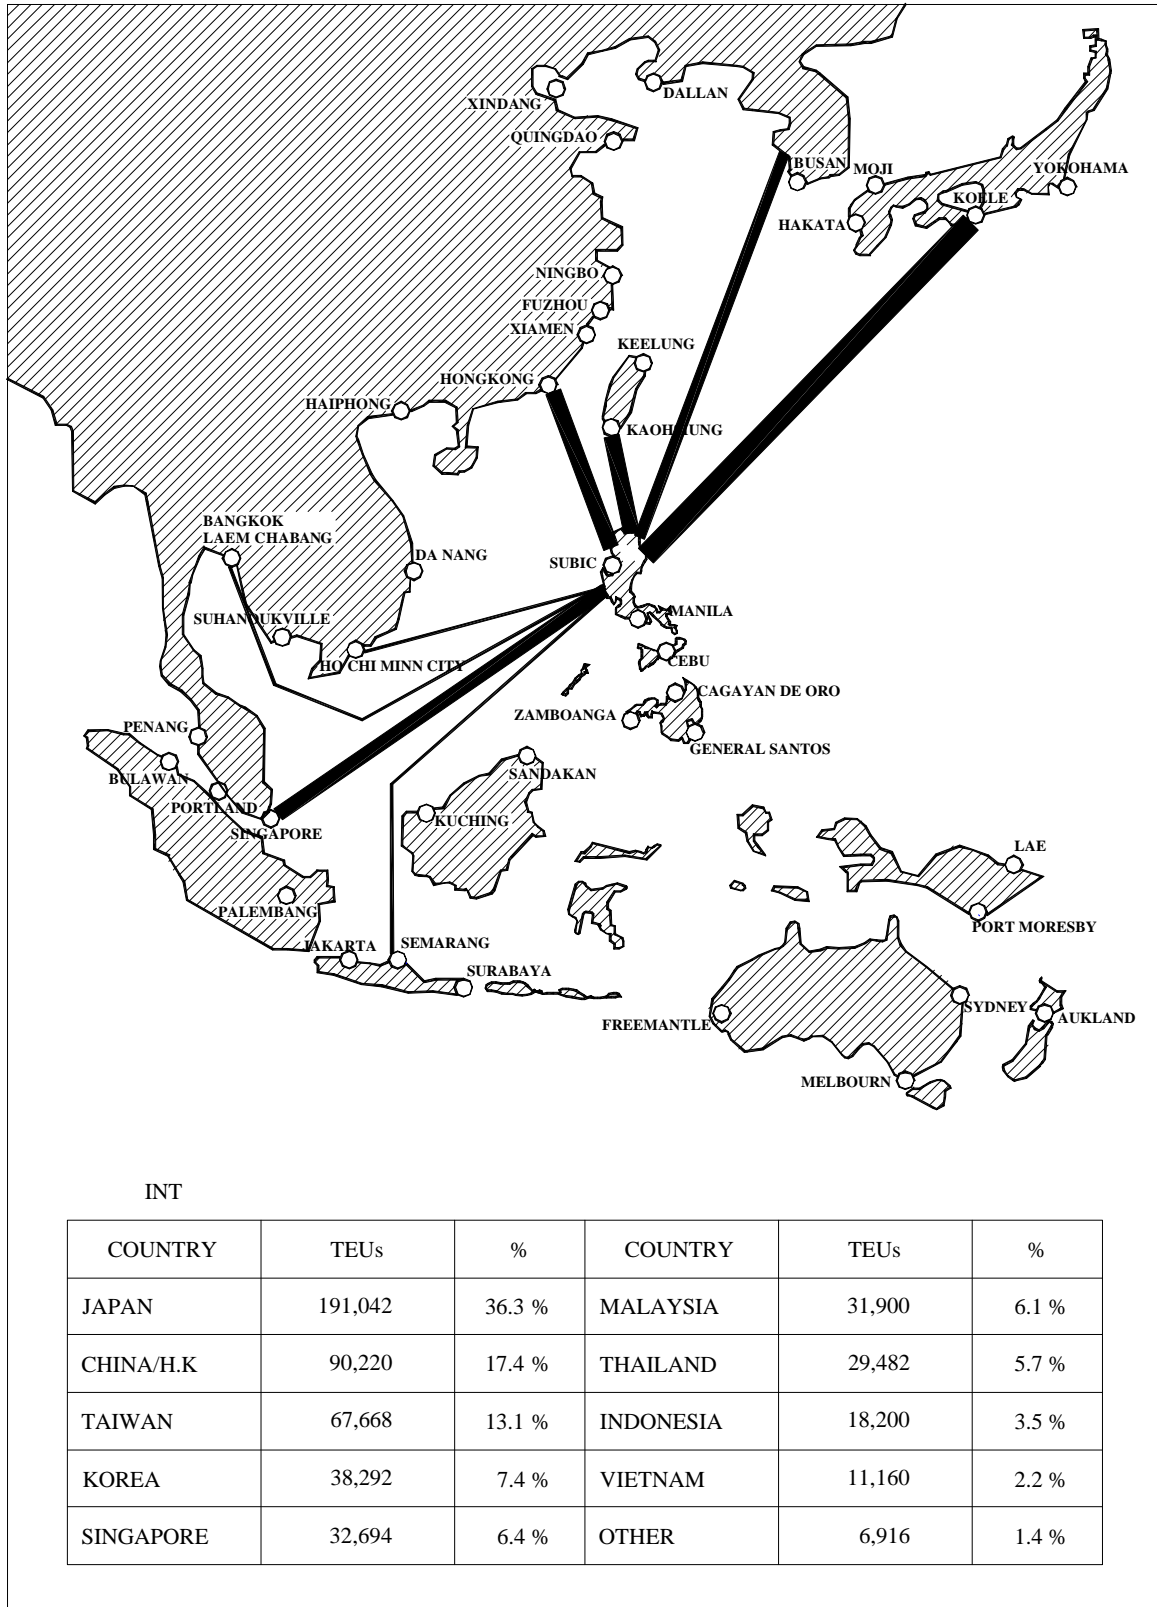 DALLAN
XINDANG
QUINGDAO
BUSAN
MOJI
YOKOHAMA
KOELE
HAKATA
NINGBO
FUZHOU
XIAMEN
KEELUNG
HONGKONG
HAIPHONG
KAOHSIUNG
BANGKOK
LAEM CHABANG
DA NANG
SUBIC
SUHANOUKVILLE
MANILA
HO CHI MINN CITY
CEBU
CAGAYAN DE ORO
ZAMBOANGA
PENANG
GENERAL SANTOS
BULAWAN
SANDAKAN
PORTLAND
KUCHING
SINGAPORE
LAE
PALEMBANG
PORT MORESBY
JAKARTA
SEMARANG
SURABAYA
SYDNEY
FREEMANTLE
AUKLAND
MELBOURN
INT
COUNTRY TEUs % COUNTRY TEUs %
JAPAN 191,042 36.3 % MALAYSIA 31,900 6.1 %
CHINA/H.K 90,220 17.4 % THAILAND 29,482 5.7 %
TAIWAN 67,668 13.1 % INDONESIA 18,200 3.5 %
KOREA 38,292 7.4 % VIETNAM 11,160 2.2 %
SINGAPORE 32,694 6.4 % OTHER 6,916 1.4 %